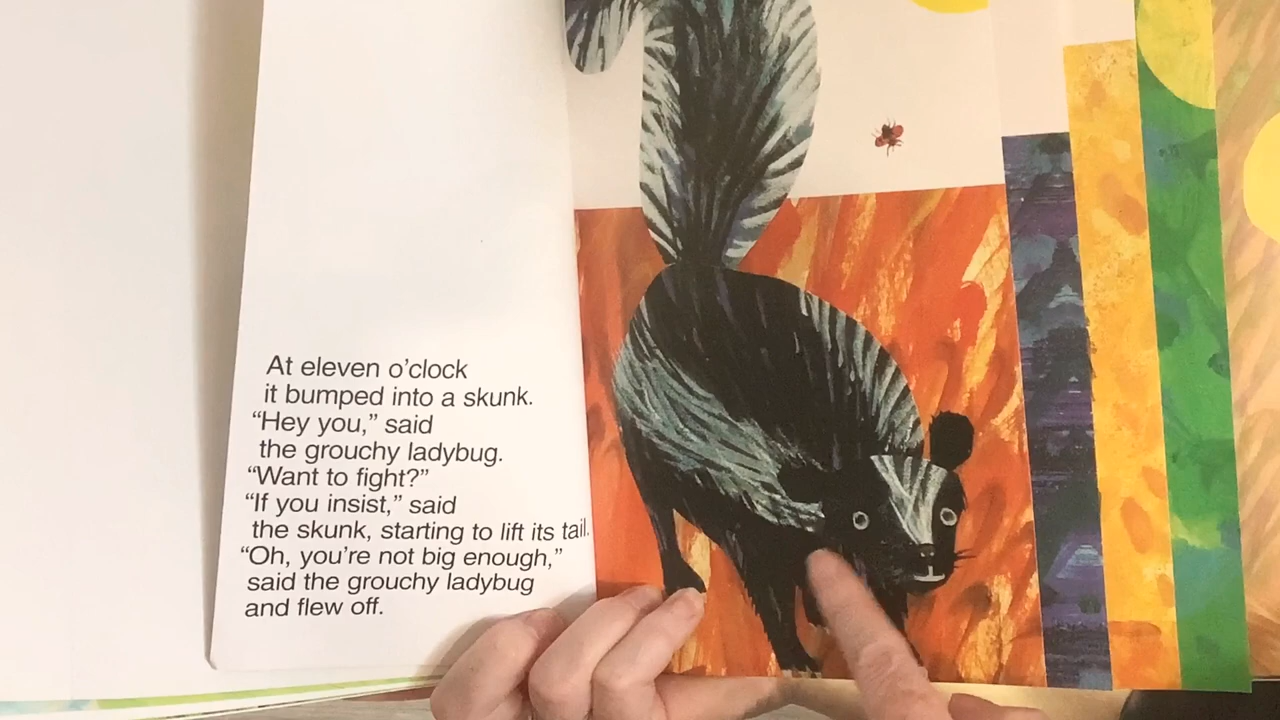 At eleven o’clock
it bumped into a skunk.
“Hey you,” said
the grouchy ladybug.
“Want to fight?”
“If you insist,” said
the skunk, starting to lift its tail.
“Oh, you’re not big enough,”
said the grouchy ladybug
and flew off.